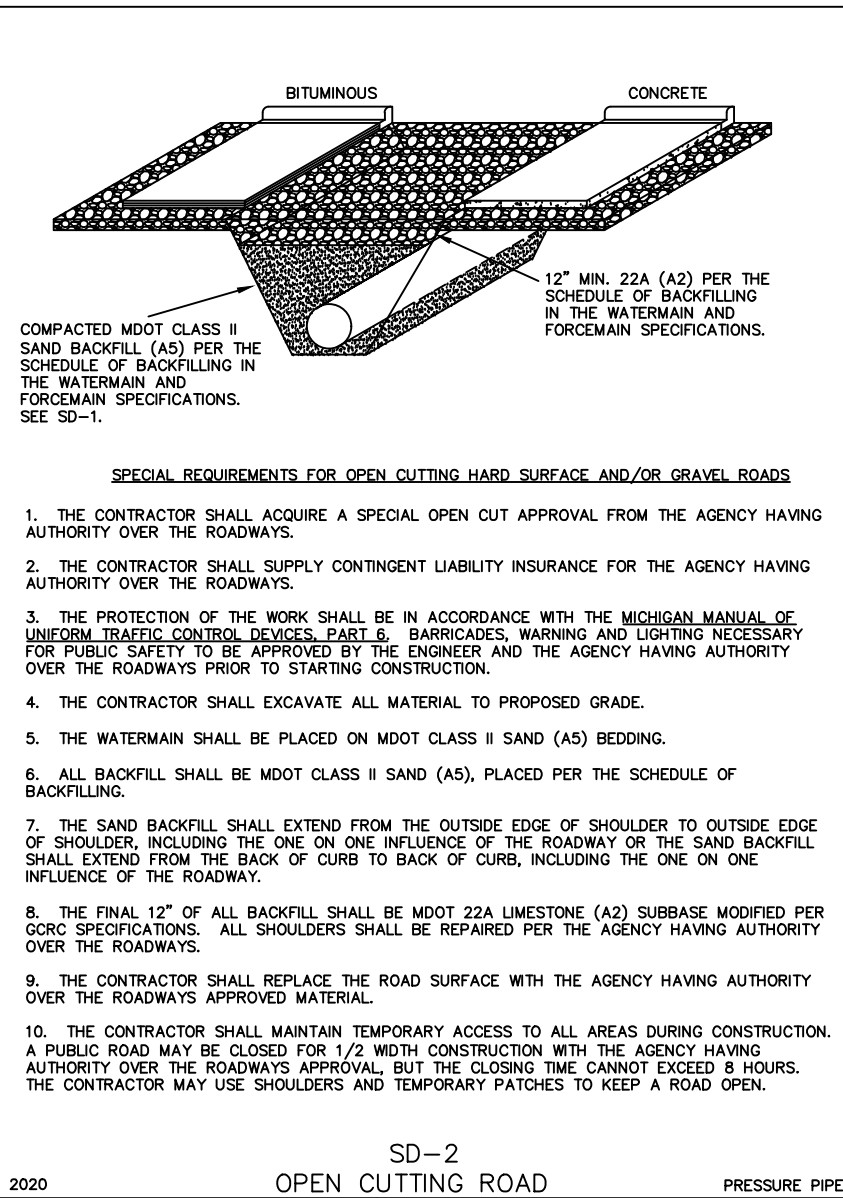 BITUMINOUS
CONCRETE
12" MIN. 22A (A2) PER THE
SCHEDULE OF BACKFILLING
IN THE WATERMAIN AND
FORCEMAIN SPECIFICATIONS.
COMPACTED MDOT CLASS II
SAND BACKFILL (A5) PER THE
SCHEDULE OF BACKFILLING IN
THE WATERMAIN AND
FORCEMAIN SPECIFICATIONS.
SEE SD-1.
SPECIAL REQUIREMENTS FOR OPEN CUTTING HARD SURFACE AND/OR GRAVEL ROADS
1. THE CONTRACTOR SHALL ACQUIRE A SPECIAL OPEN CUT APPROVAL FROM THE AGENCY HAVING
AUTHORITY OVER THE ROADWAYS.
2. THE CONTRACTOR SHALL SUPPLY CONTINGENT LIABILITY INSURANCE FOR THE AGENCY HAVING
AUTHORITY OVER THE ROADWAYS.
3. THE PROTECTION OF THE WORK SHALL BE IN ACCORDANCE WITH THE MICHIGAN MANUAL OF
UNIFORM TRAFFIC CONTROL DEVICES, PART 6. BARRICADES, WARNING AND LIGHTING NECESSARY
FOR PUBLIC SAFETY TO BE APPROVED BY THE ENGINEER AND THE AGENCY HAVING AUTHORITY
OVER THE ROADWAYS PRIOR TO STARTING CONSTRUCTION.
4. THE CONTRACTOR SHALL EXCAVATE ALL MATERIAL TO PROPOSED GRADE.
5. THE WATERMAIN SHALL BE PLACED ON MDOT CLASS II SAND (A5) BEDDING.
6. ALL BACKFILL SHALL BE MDOT CLASS II SAND (A5), PLACED PER THE SCHEDULE OF
BACKFILLING.
7. THE SAND BACKFILL SHALL EXTEND FROM THE OUTSIDE EDGE OF SHOULDER TO OUTSIDE EDGE
OF SHOULDER, INCLUDING THE ONE ON ONE INFLUENCE OF THE ROADWAY OR THE SAND BACKFILL
SHALL EXTEND FROM THE BACK OF CURB TO BACK OF CURB, INCLUDING THE ONE ON ONE
INFLUENCE OF THE ROADWAY.
8. THE FINAL 12" OF ALL BACKFILL SHALL BE MDOT 22A LIMESTONE (A2) SUBBASE MODIFIED PER
GCRC SPECIFICATIONS. ALL SHOULDERS SHALL BE REPAIRED PER THE AGENCY HAVING AUTHORITY
OVER THE ROADWAYS.
9. THE CONTRACTOR SHALL REPLACE THE ROAD SURFACE WITH THE AGENCY HAVING AUTHORITY
OVER THE ROADWAYS APPROVED MATERIAL.
10. THE CONTRACTOR SHALL MAINTAIN TEMPORARY ACCESS TO ALL AREAS DURING CONSTRUCTION.
A PUBLIC ROAD MAY BE CLOSED FOR 1/2 WIDTH CONSTRUCTION WITH THE AGENCY HAVING
AUTHORITY OVER THE ROADWAYS APPROVAL, BUT THE CLOSING TIME CANNOT EXCEED 8 HOURS.
THE CONTRACTOR MAY USE SHOULDERS AND TEMPORARY PATCHES TO KEEP A ROAD OPEN.
SD-2
2020
OPEN CUTTING ROAD
PRESSURE PIPE